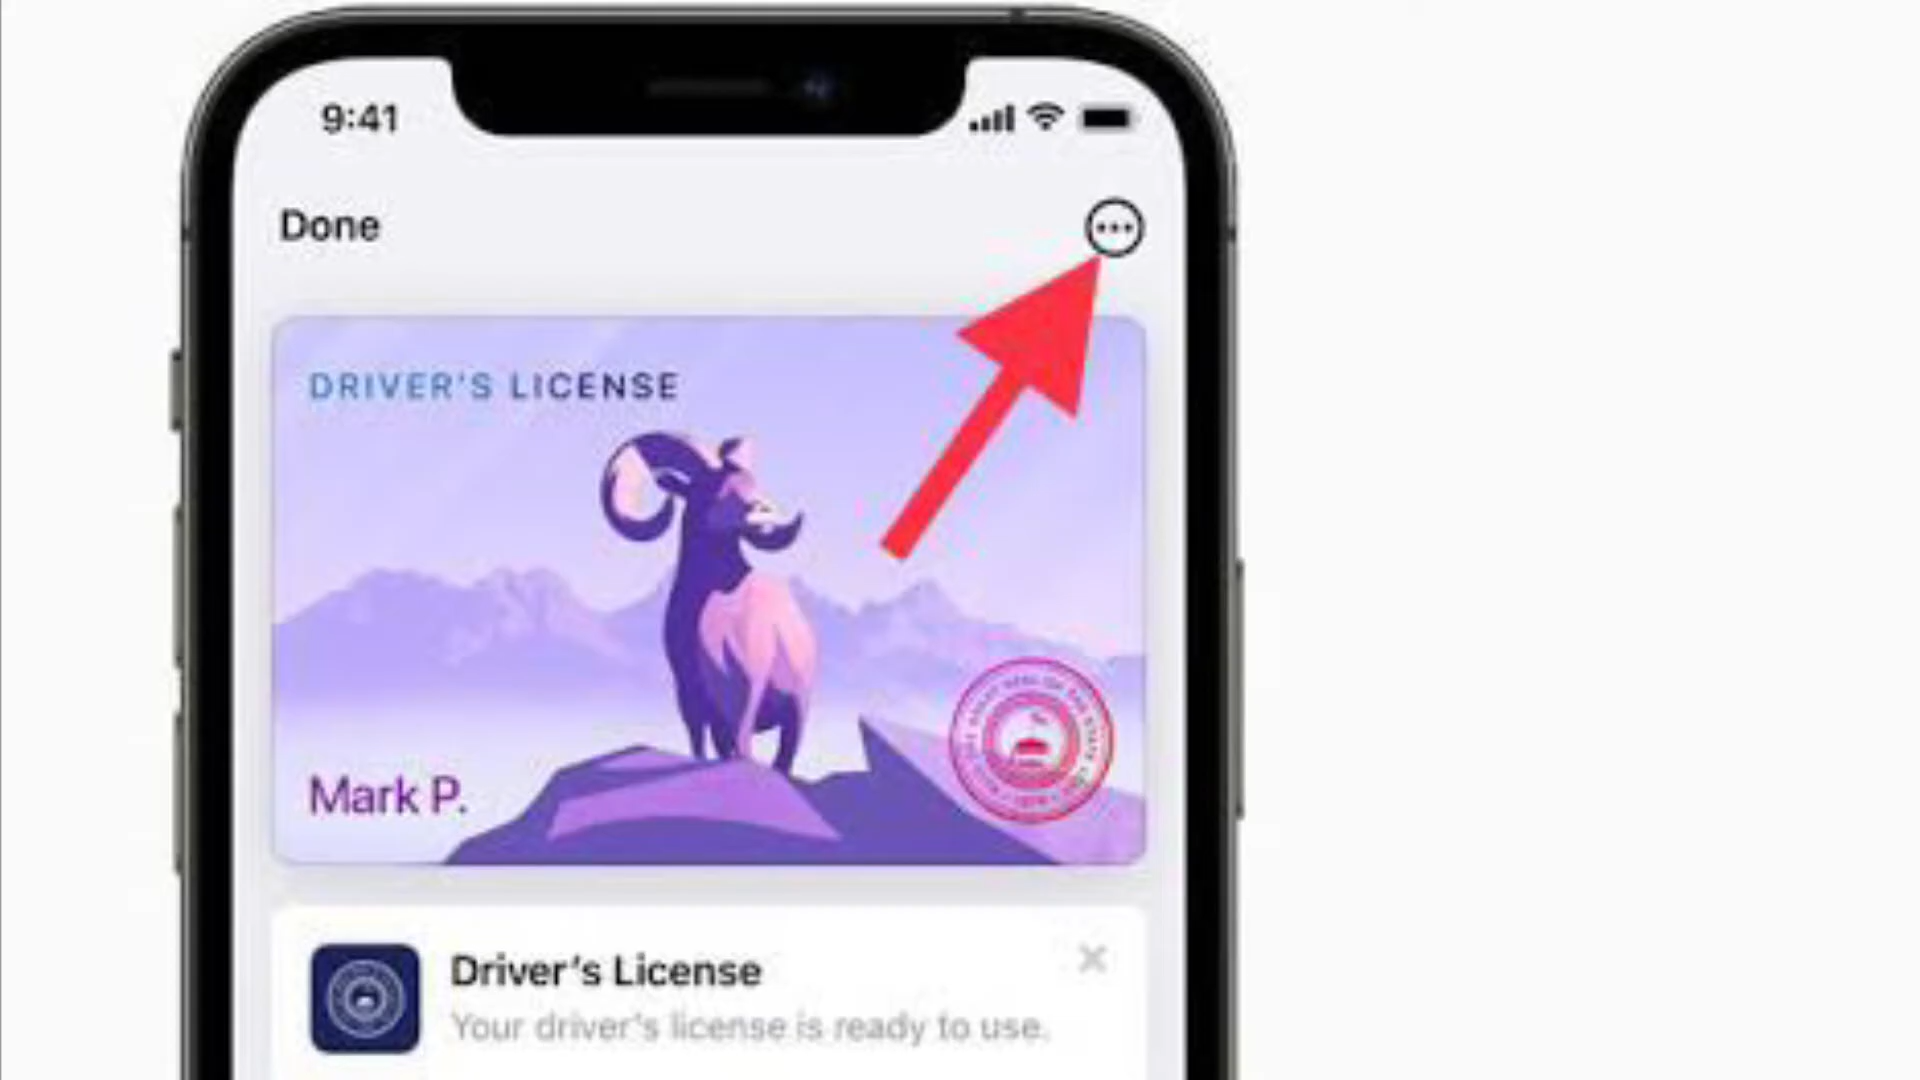 9:41
Done
DRIVER'S LICENSE
Mark P.
Driver's License
Your driver's license is ready to use.